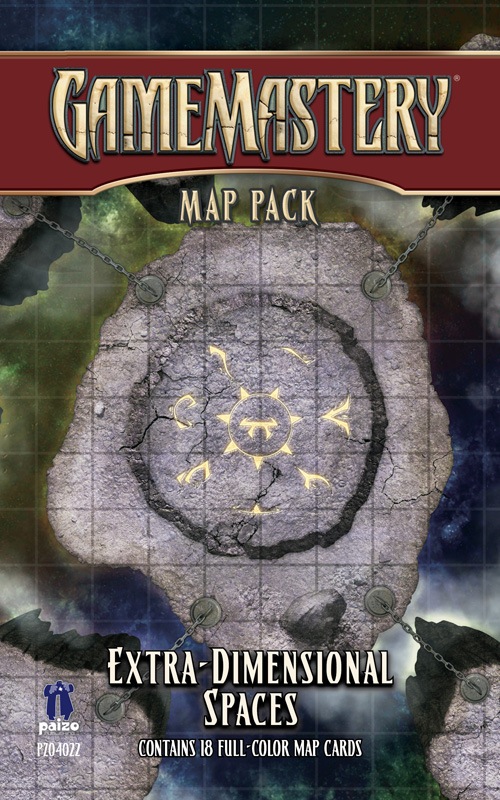 GAMEMASTERY®
MAP PACK
EXTRA-DIMENSIONAL
SPACES
paizo
PZO4022
CONTAINS 18 FULL-COLOR MAP CARDS